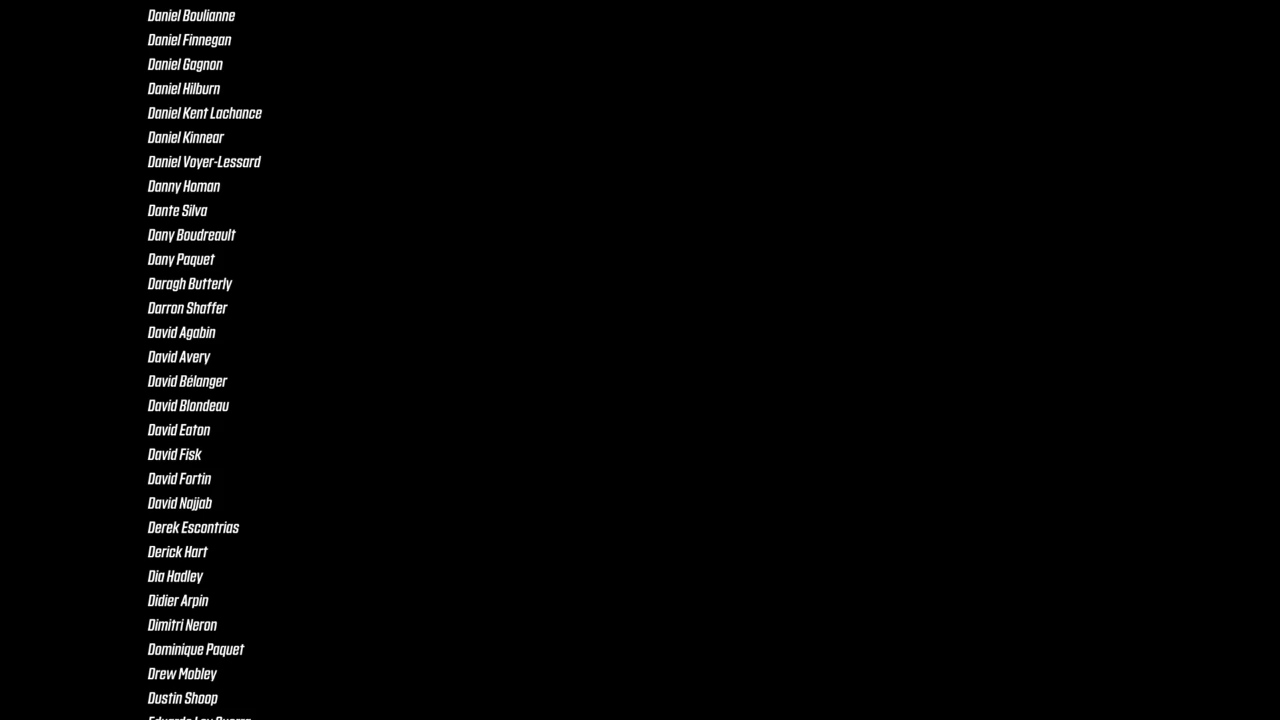 Daniel Boulianne
Daniel Finnegan
Daniel Gagnon
Daniel Hilburn
Daniel Kent Lachance
Daniel Kinnear
Daniel Voyer-Lessard
Danny Homan
Dante Silva
Dany Boudreault
Dany Paquet
Daragh Butterly
Darron Shaffer
David Agabin
David Avery
David Bélanger
David Blondeau
David Eaton
David Fisk
David Fortin
David Najjab
Derek Escontrias
Derick Hart
Dia Hadley
Didier Arpin
Dimitri Neron
Dominique Paquet
Drew Mobley
Dustin Shoop